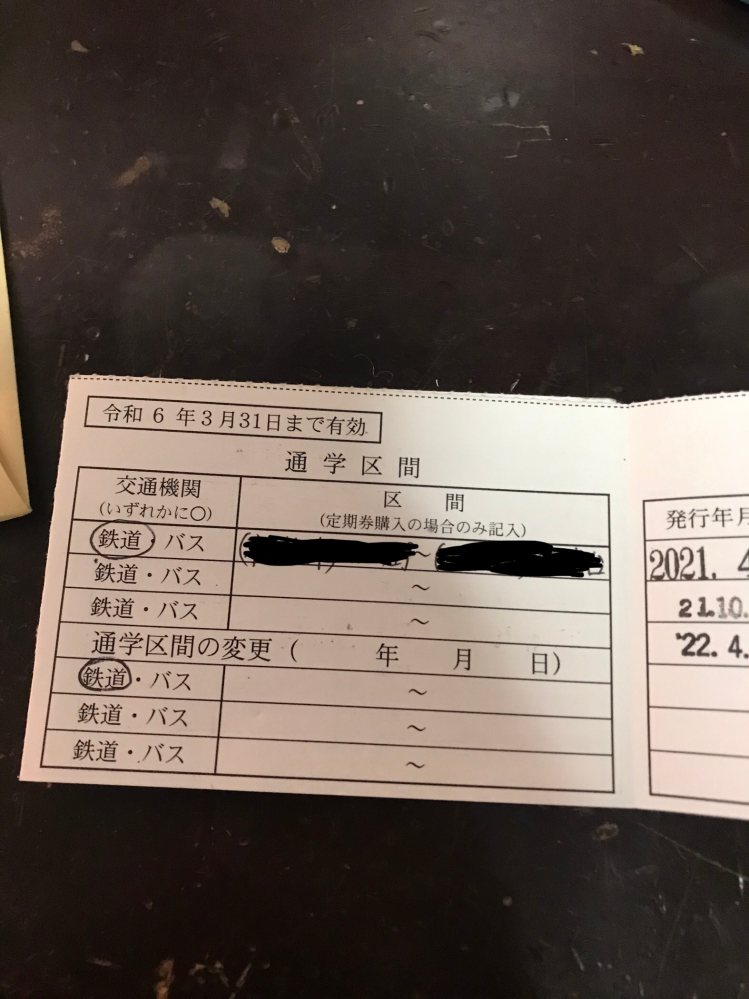 令和 6 年3月31日まで有効
通 学 区 間
交通機関
(いずれかに○)
区 間
(定期券購入の場合のみ記入)
鉄道・バス
～
鉄道・バス
～
鉄道・バス
～
通学区間の変更 ( 年 月 日)
鉄道・バス
～
鉄道・バス
～
鉄道・バス
～
発行年月
2021. 4
21.10.
'22. 4.